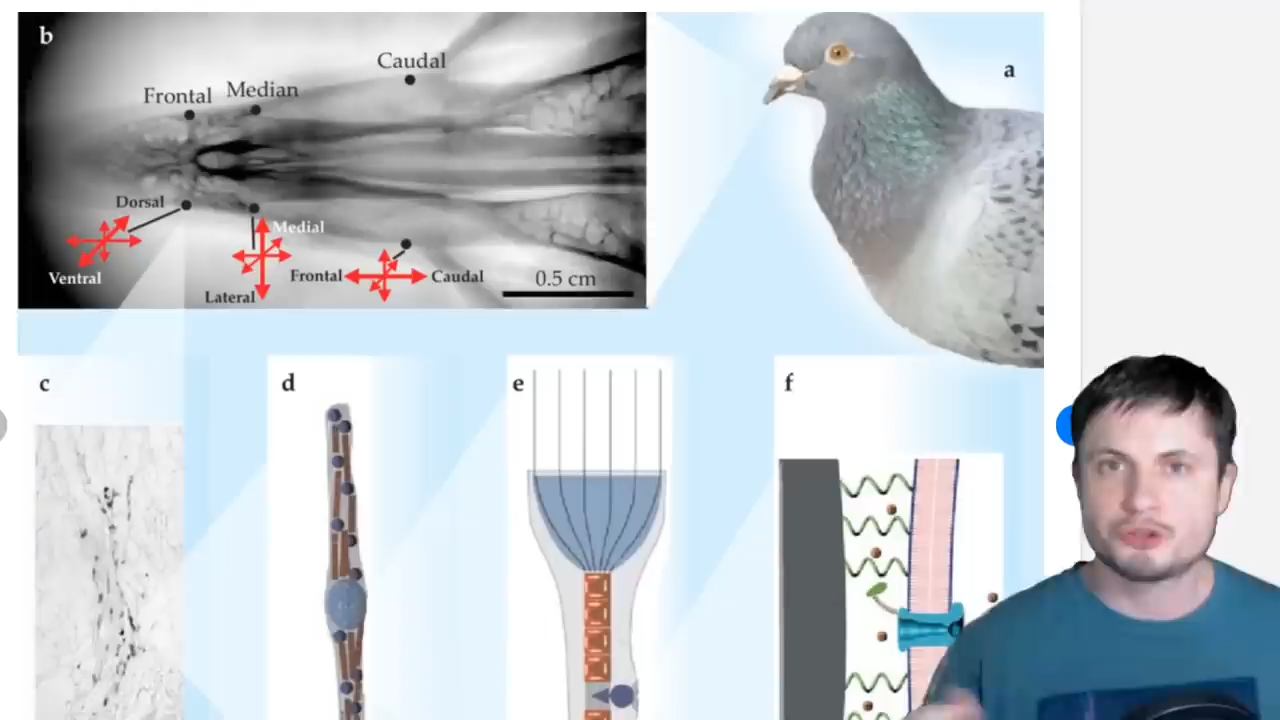 b
a
Caudal
Frontal
Median
Dorsal
Medial
Ventral
Frontal
Caudal
Lateral
0.5 cm
c
d
e
f